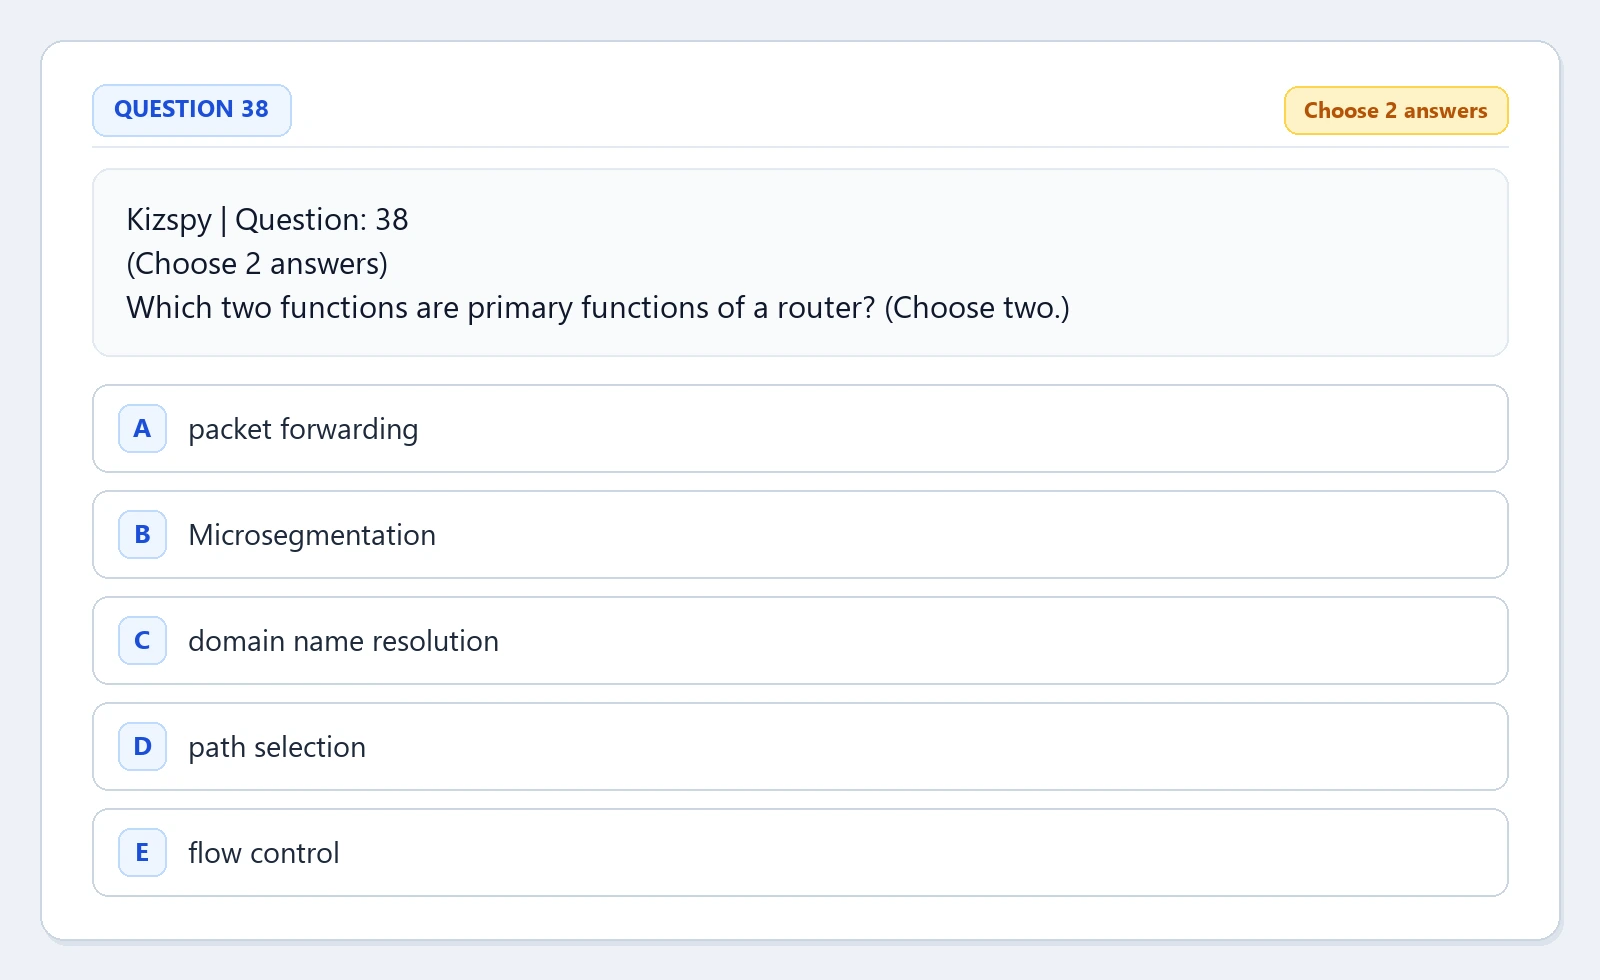 QUESTION 38
Choose 2 answers
Kizspy | Question: 38
(Choose 2 answers)
Which two functions are primary functions of a router? (Choose two.)
A packet forwarding
B Microsegmentation
C domain name resolution
D path selection
E flow control